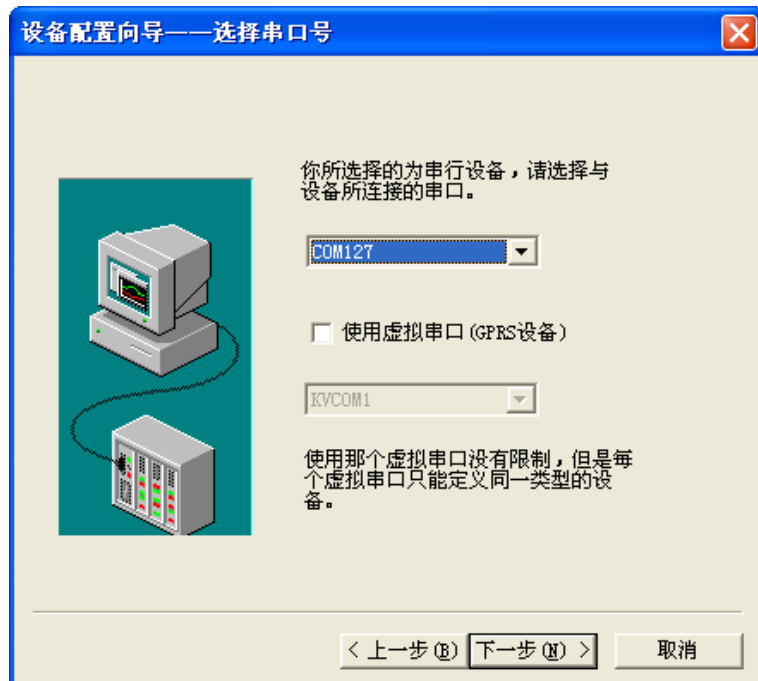 设备配置向导——选择串口号
你所选择的为串行设备，请选择与
设备所连接的串口。
COM127
使用虚拟串口(GPRS设备)
KVCOM1
使用那个虚拟串口没有限制，但是每
个虚拟串口只能定义同一类型的设
备。
< 上一步(B) 下一步(N) > 取消